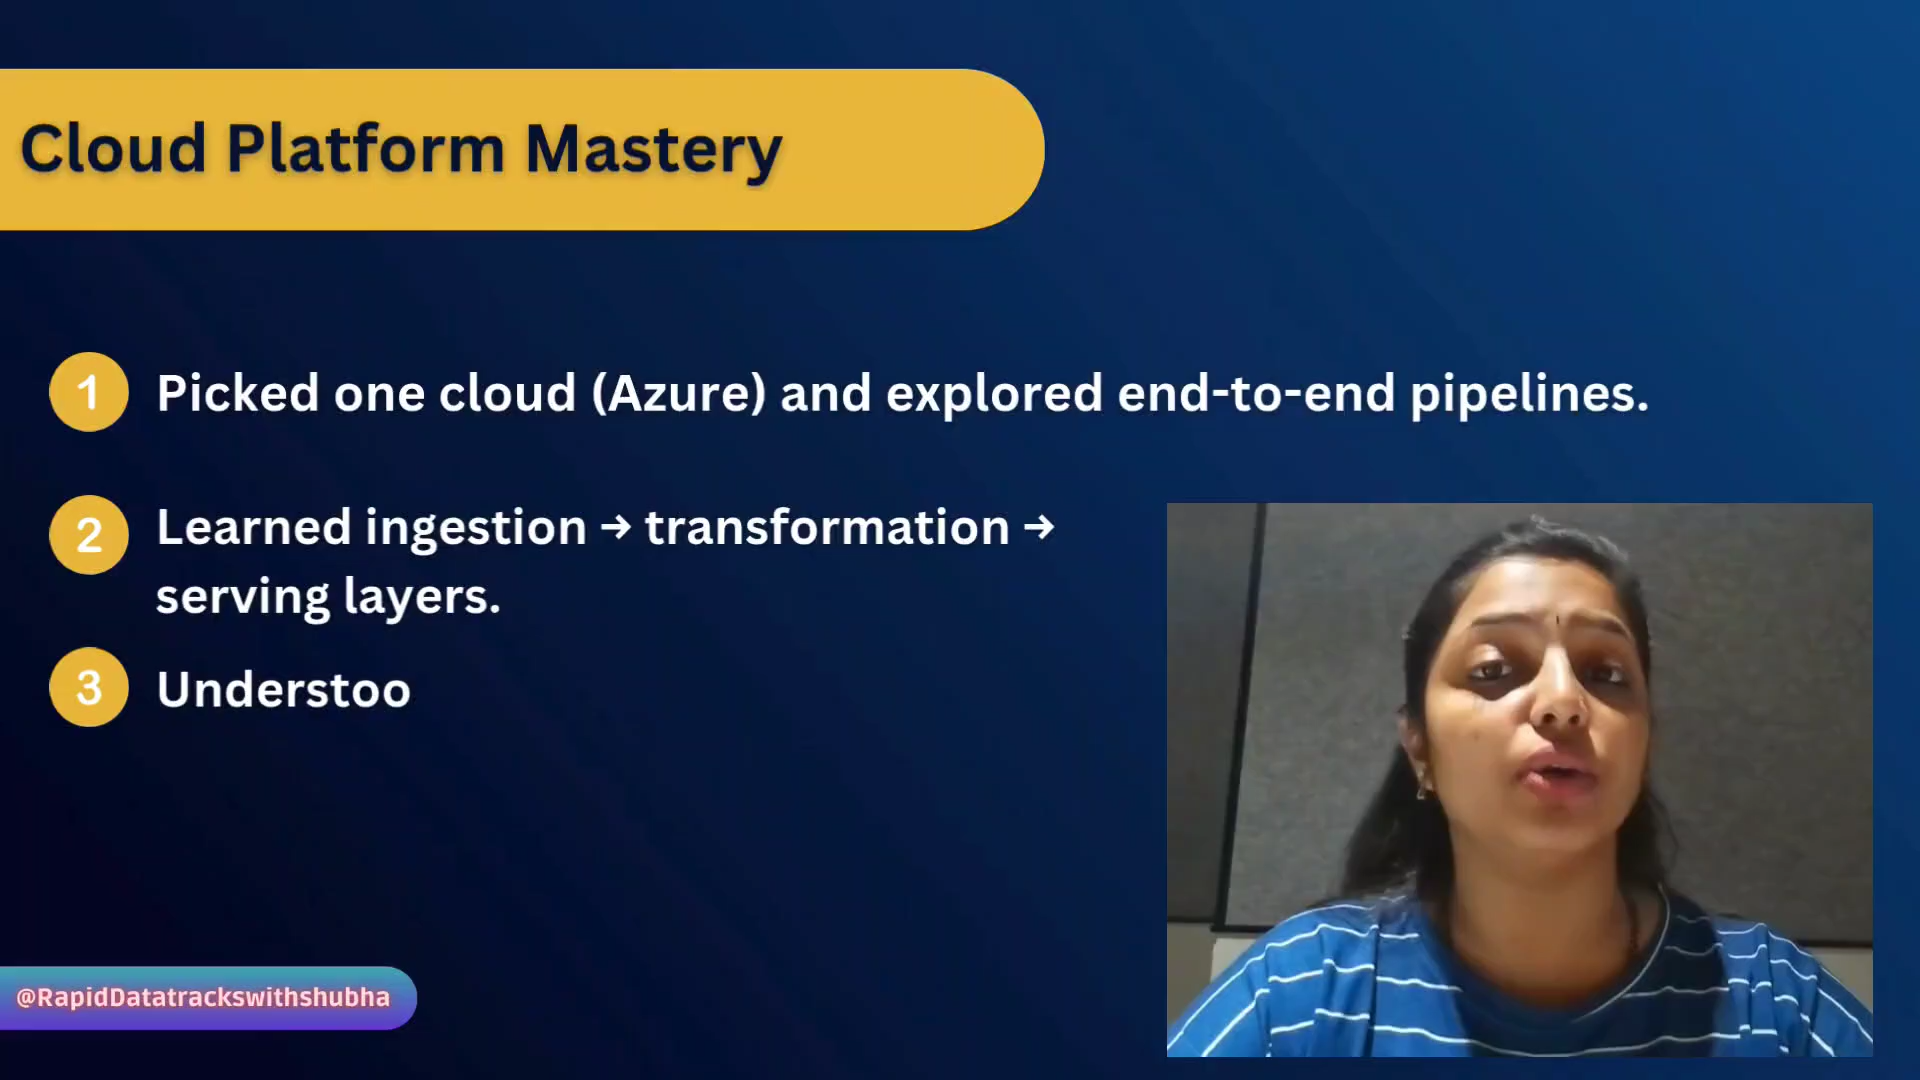 Cloud Platform Mastery
1 Picked one cloud (Azure) and explored end-to-end pipelines.
2 Learned ingestion → transformation →
serving layers.
3 Understoo
@RapidDatatrackswithshubha